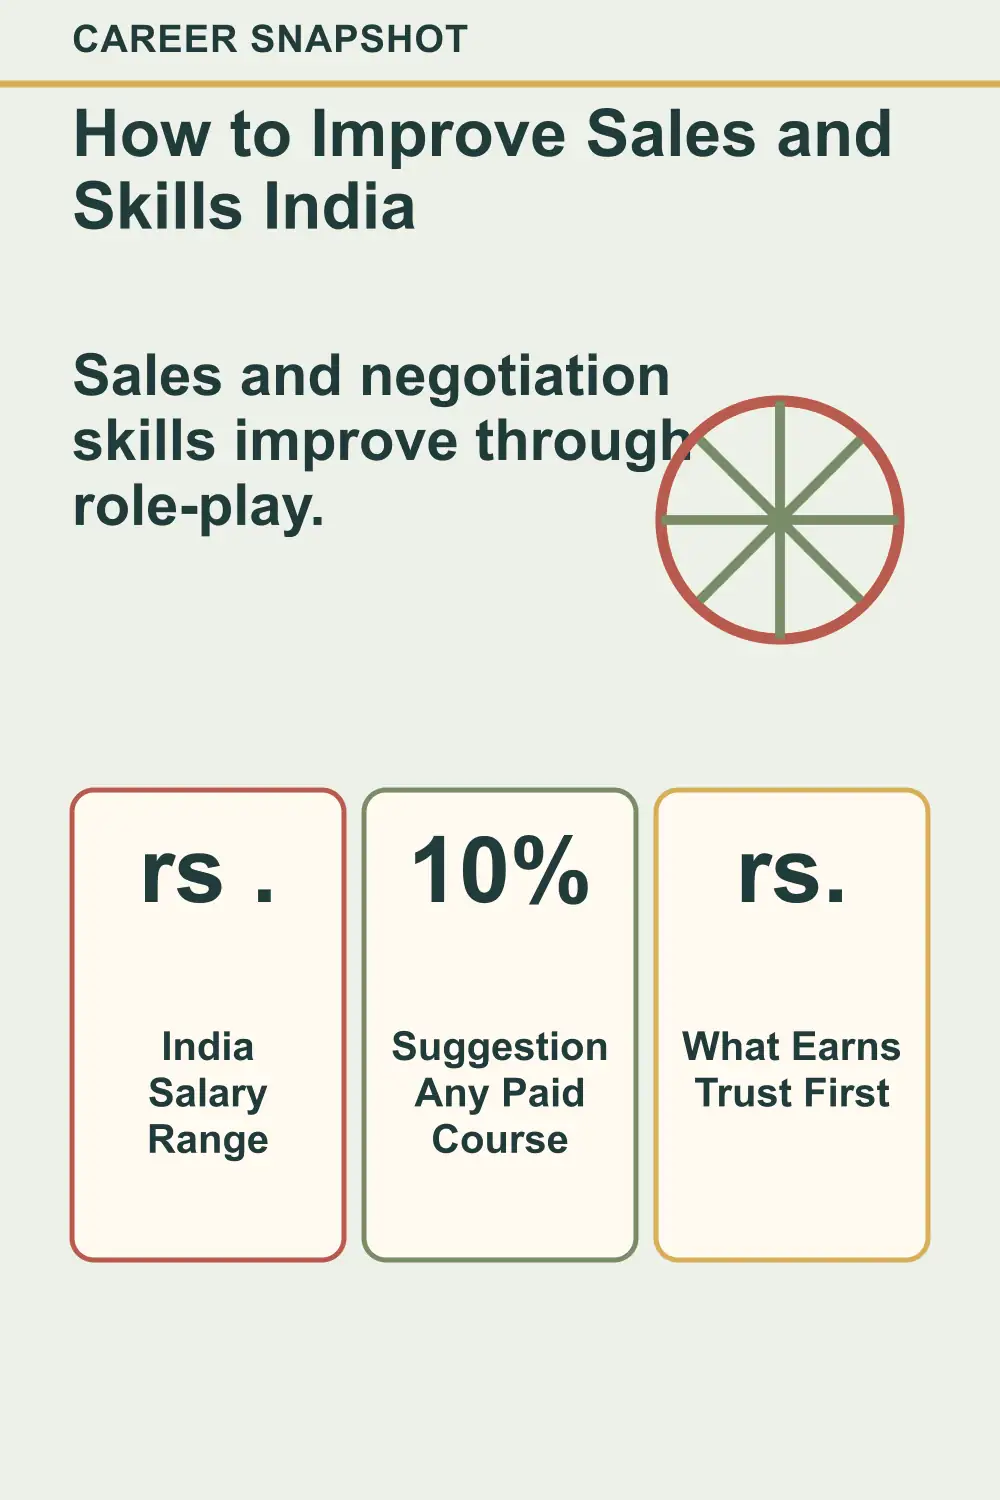 CAREER SNAPSHOT
How to Improve Sales and
Skills India
Sales and negotiation
skills improve through
role-play.
rs .
India
Salary
Range
10%
Suggestion
Any Paid
Course
rs.
What Earns
Trust First